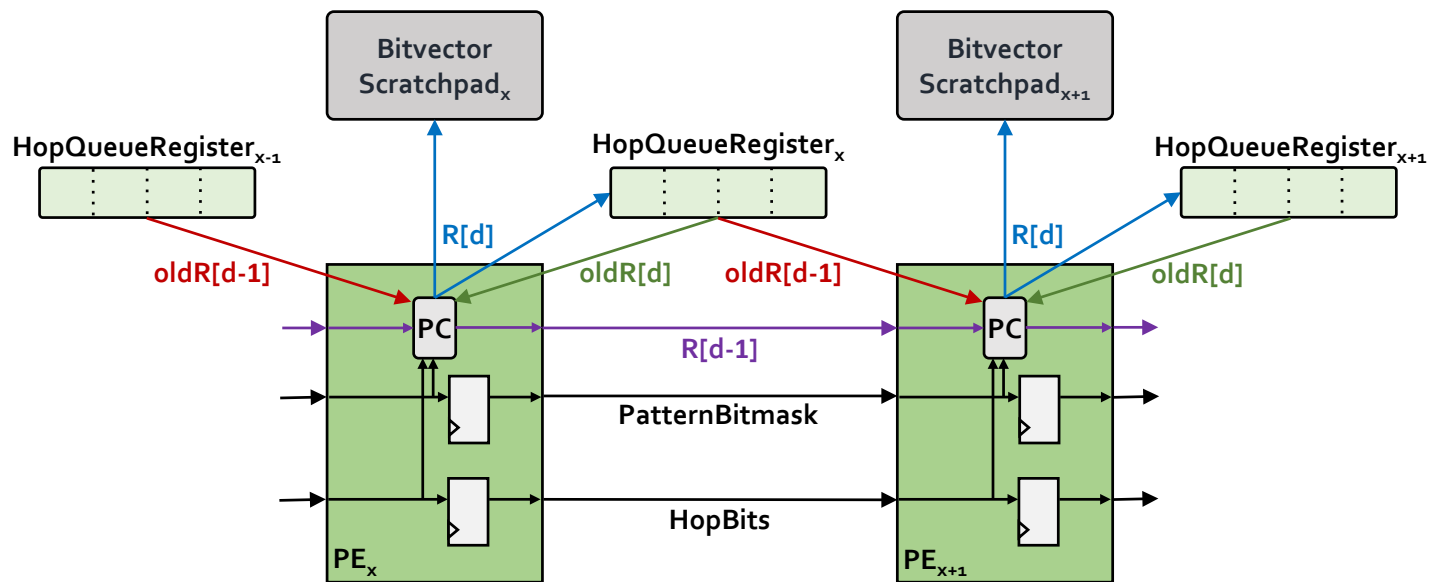 Bitvector
Scratchpadx
Bitvector
Scratchpadx+1
HopQueueRegisterx-1
HopQueueRegisterx
HopQueueRegisterx+1
R[d]
R[d]
oldR[d-1]
oldR[d]
oldR[d-1]
oldR[d]
PC
PC
R[d-1]
PatternBitmask
HopBits
PEx
PEx+1